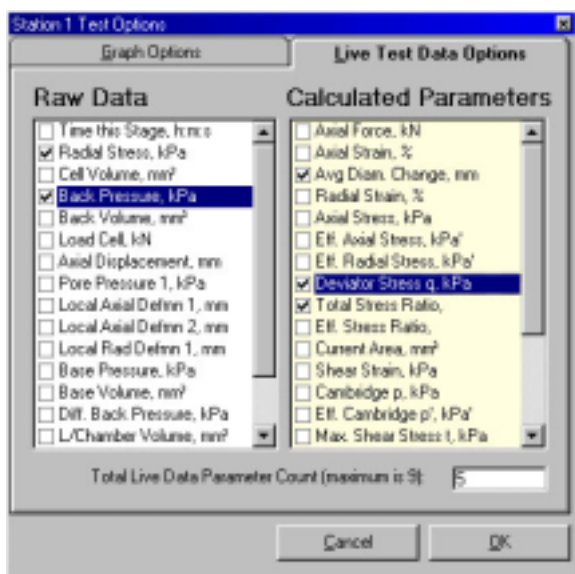 Station 1 Test Options
Graph Options
Live Test Data Options
Raw Data
Time this Stage, h:m:s
Radial Stress, kPa
Cell Volume, mm³
Back Pressure, kPa
Back Volume, mm³
Load Cell, kN
Axial Displacement, mm
Pore Pressure 1, kPa
Local Axial Defmn 1, mm
Local Axial Defmn 2, mm
Local Rad Defmn 1, mm
Base Pressure, kPa
Base Volume, mm³
Diff. Back Pressure, kPa
L/Chamber Volume, mm³
Calculated Parameters
Axial Force, kN
Axial Strain, %
Avg Diam. Change, mm
Radial Strain, %
Axial Stress, kPa
Eff. Axial Stress, kPa'
Eff. Radial Stress, kPa'
Deviator Stress q, kPa
Total Stress Ratio,
Eff. Stress Ratio,
Current Area, mm²
Shear Strain, kPa
Cambridge p, kPa
Eff. Cambridge p', kPa'
Max. Shear Stress t, kPa
Total Live Data Parameter Count (maximum is 9): 5
Cancel
OK